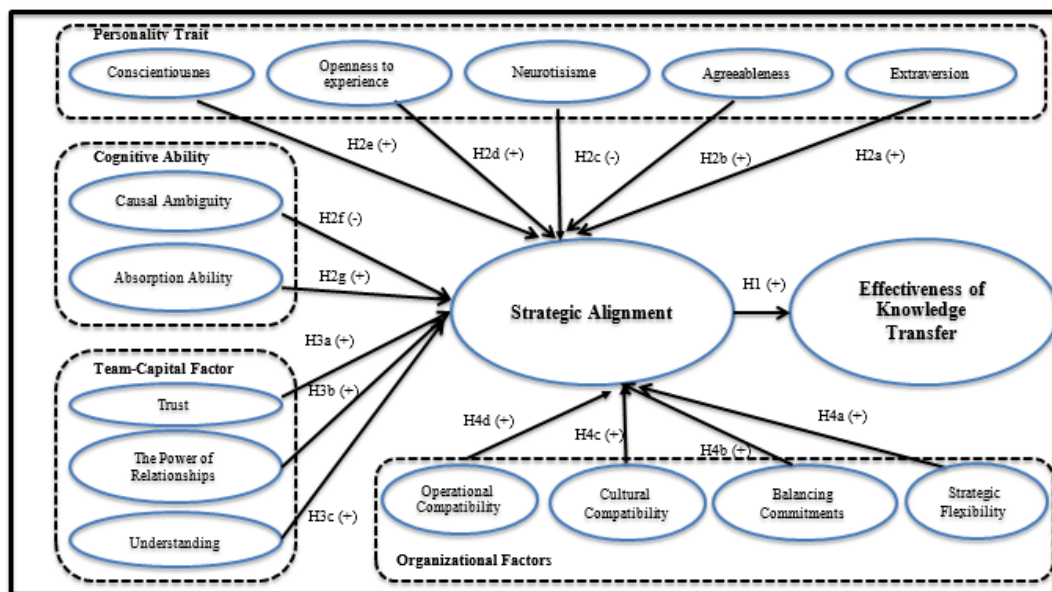 Personality Trait
Conscientiousnes
Openness to
experience
Neurotisisme
Agreeableness
Extraversion
H2e (+)
H2d (+)
H2c (-)
H2b (+)
H2a (+)
Cognitive Ability
Causal Ambiguity
Absorption Ability
H2f (-)
H2g (+)
Strategic Alignment
H1 (+)
Effectiveness of
Knowledge
Transfer
Team-Capital Factor
Trust
The Power of
Relationships
Understanding
H3a (+)
H3b (+)
H3c (+)
H4d (+)
H4c (+)
H4b (+)
H4a (+)
Operational
Compatibility
Cultural
Compatibility
Balancing
Commitments
Strategic
Flexibility
Organizational Factors